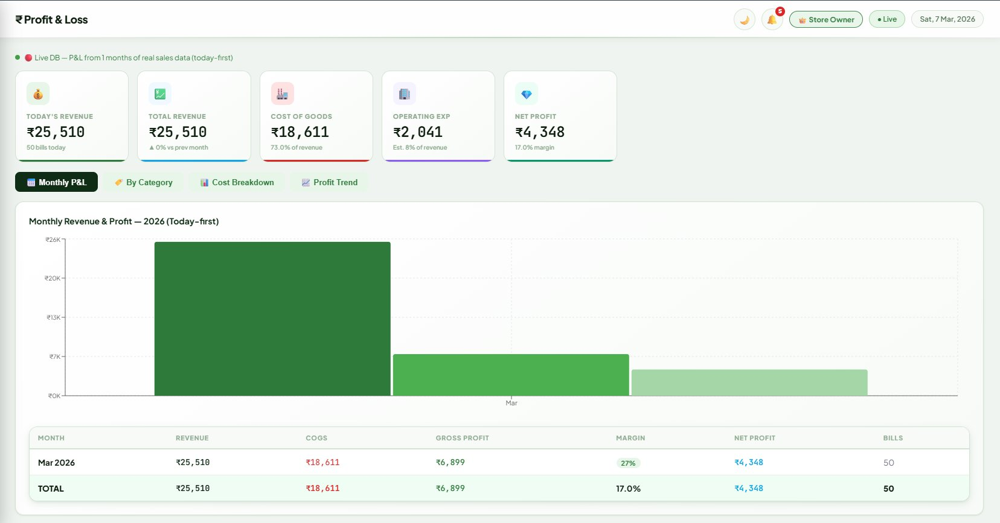 ₹ Profit & Loss
5
Store Owner
• Live
Sat, 7 Mar, 2026
Live DB — P&L from 1 months of real sales data (today-first)
TODAY'S REVENUE
₹25,510
50 bills today
TOTAL REVENUE
₹25,510
▲ 0% vs prev month
COST OF GOODS
₹18,611
73.0% of revenue
OPERATING EXP
₹2,041
Est. 8% of revenue
NET PROFIT
₹4,348
17.0% margin
Monthly P&L
By Category
Cost Breakdown
Profit Trend
Monthly Revenue & Profit — 2026 (Today-first)
₹26K
₹20K
₹13K
₹7K
₹0K
Mar
MONTH REVENUE COGS GROSS PROFIT MARGIN NET PROFIT BILLS
Mar 2026 ₹25,510 ₹18,611 ₹6,899 27% ₹4,348 50
TOTAL ₹25,510 ₹18,611 ₹6,899 17.0% ₹4,348 50